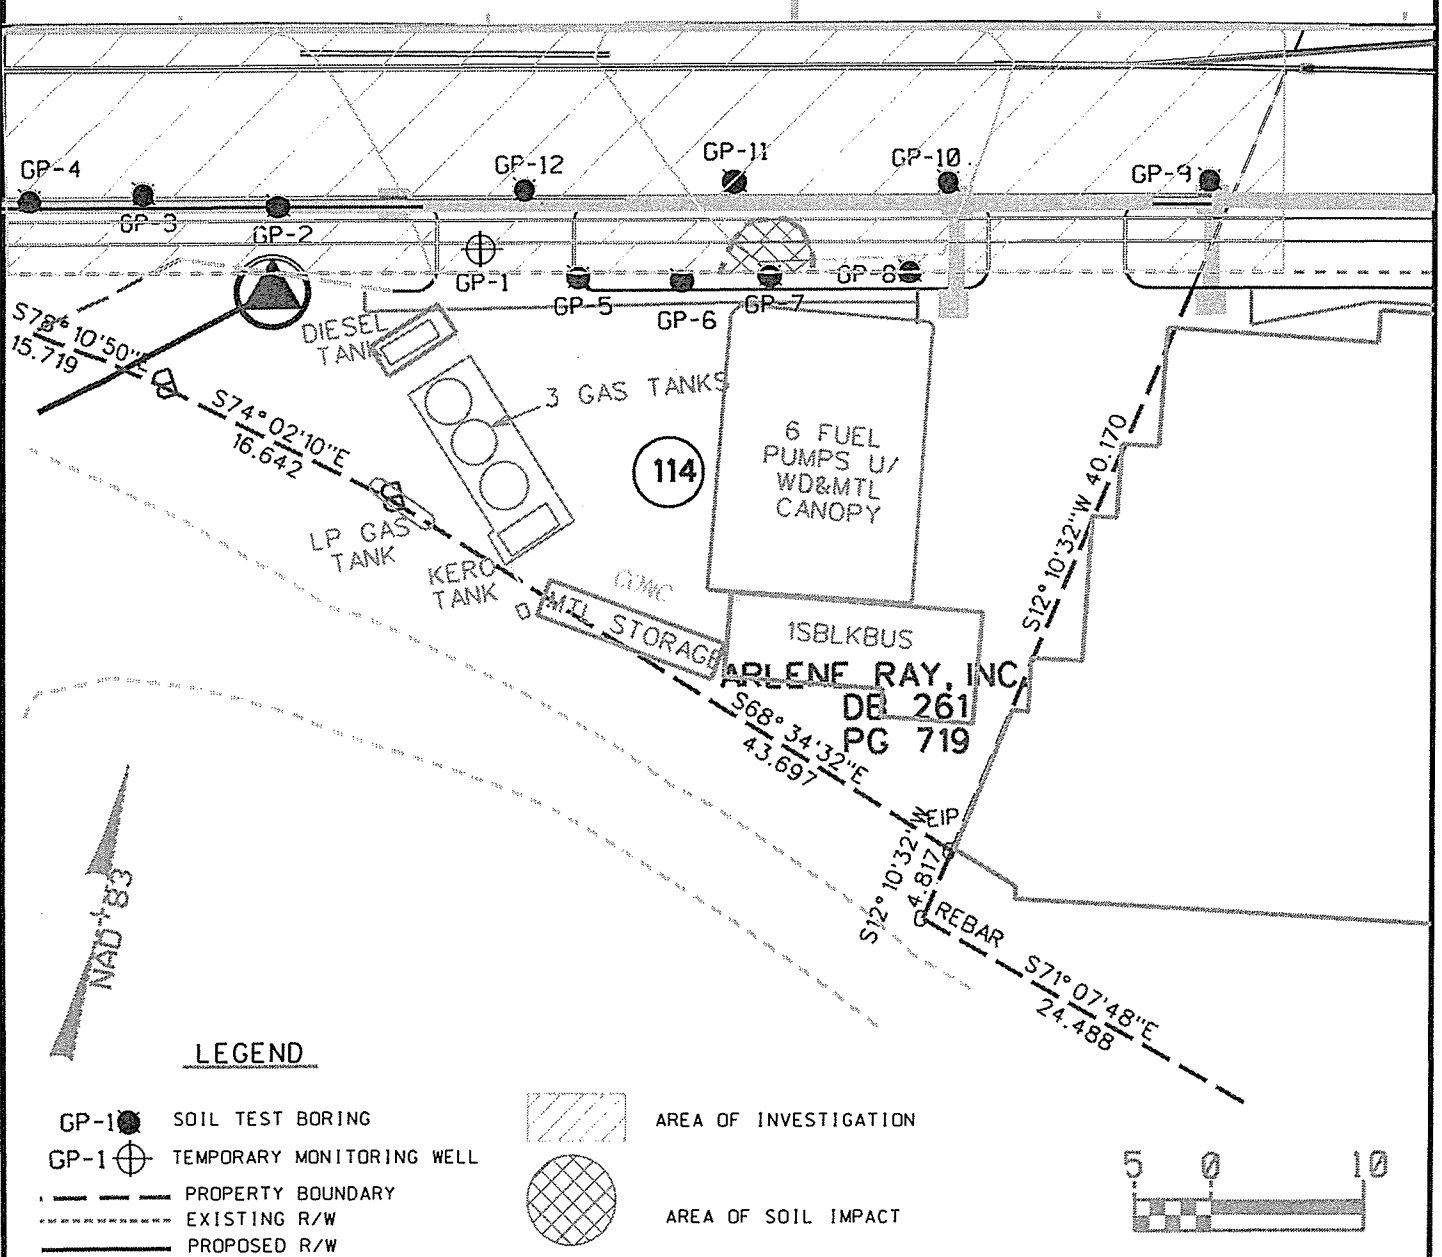 GP-4
GP-3
GP-2
GP-12
GP-11
GP-10
GP-9
GP-1
GP-5
GP-6
GP-7
GP-8
S78°10'50"E
15.719
DIESEL
TANK
3 GAS TANKS
S74°02'10"E
16.642
114
6 FUEL
PUMPS U/
WD&MTL
CANOPY
S12°10'32"W 40.170
LP GAS
TANK
KERO
TANK
CONC
MTL STORAGE
1SBLKBUS
ARLENE RAY, INC
DB 261
PG 719
S68°34'32"E
43.697
EIP
S12°10'32"W
4.817
REBAR
S71°07'48"E
24.488
NAD '83
LEGEND
GP-1 SOIL TEST BORING
GP-1 TEMPORARY MONITORING WELL
PROPERTY BOUNDARY
EXISTING R/W
PROPOSED R/W
AREA OF INVESTIGATION
AREA OF SOIL IMPACT
5 0 10